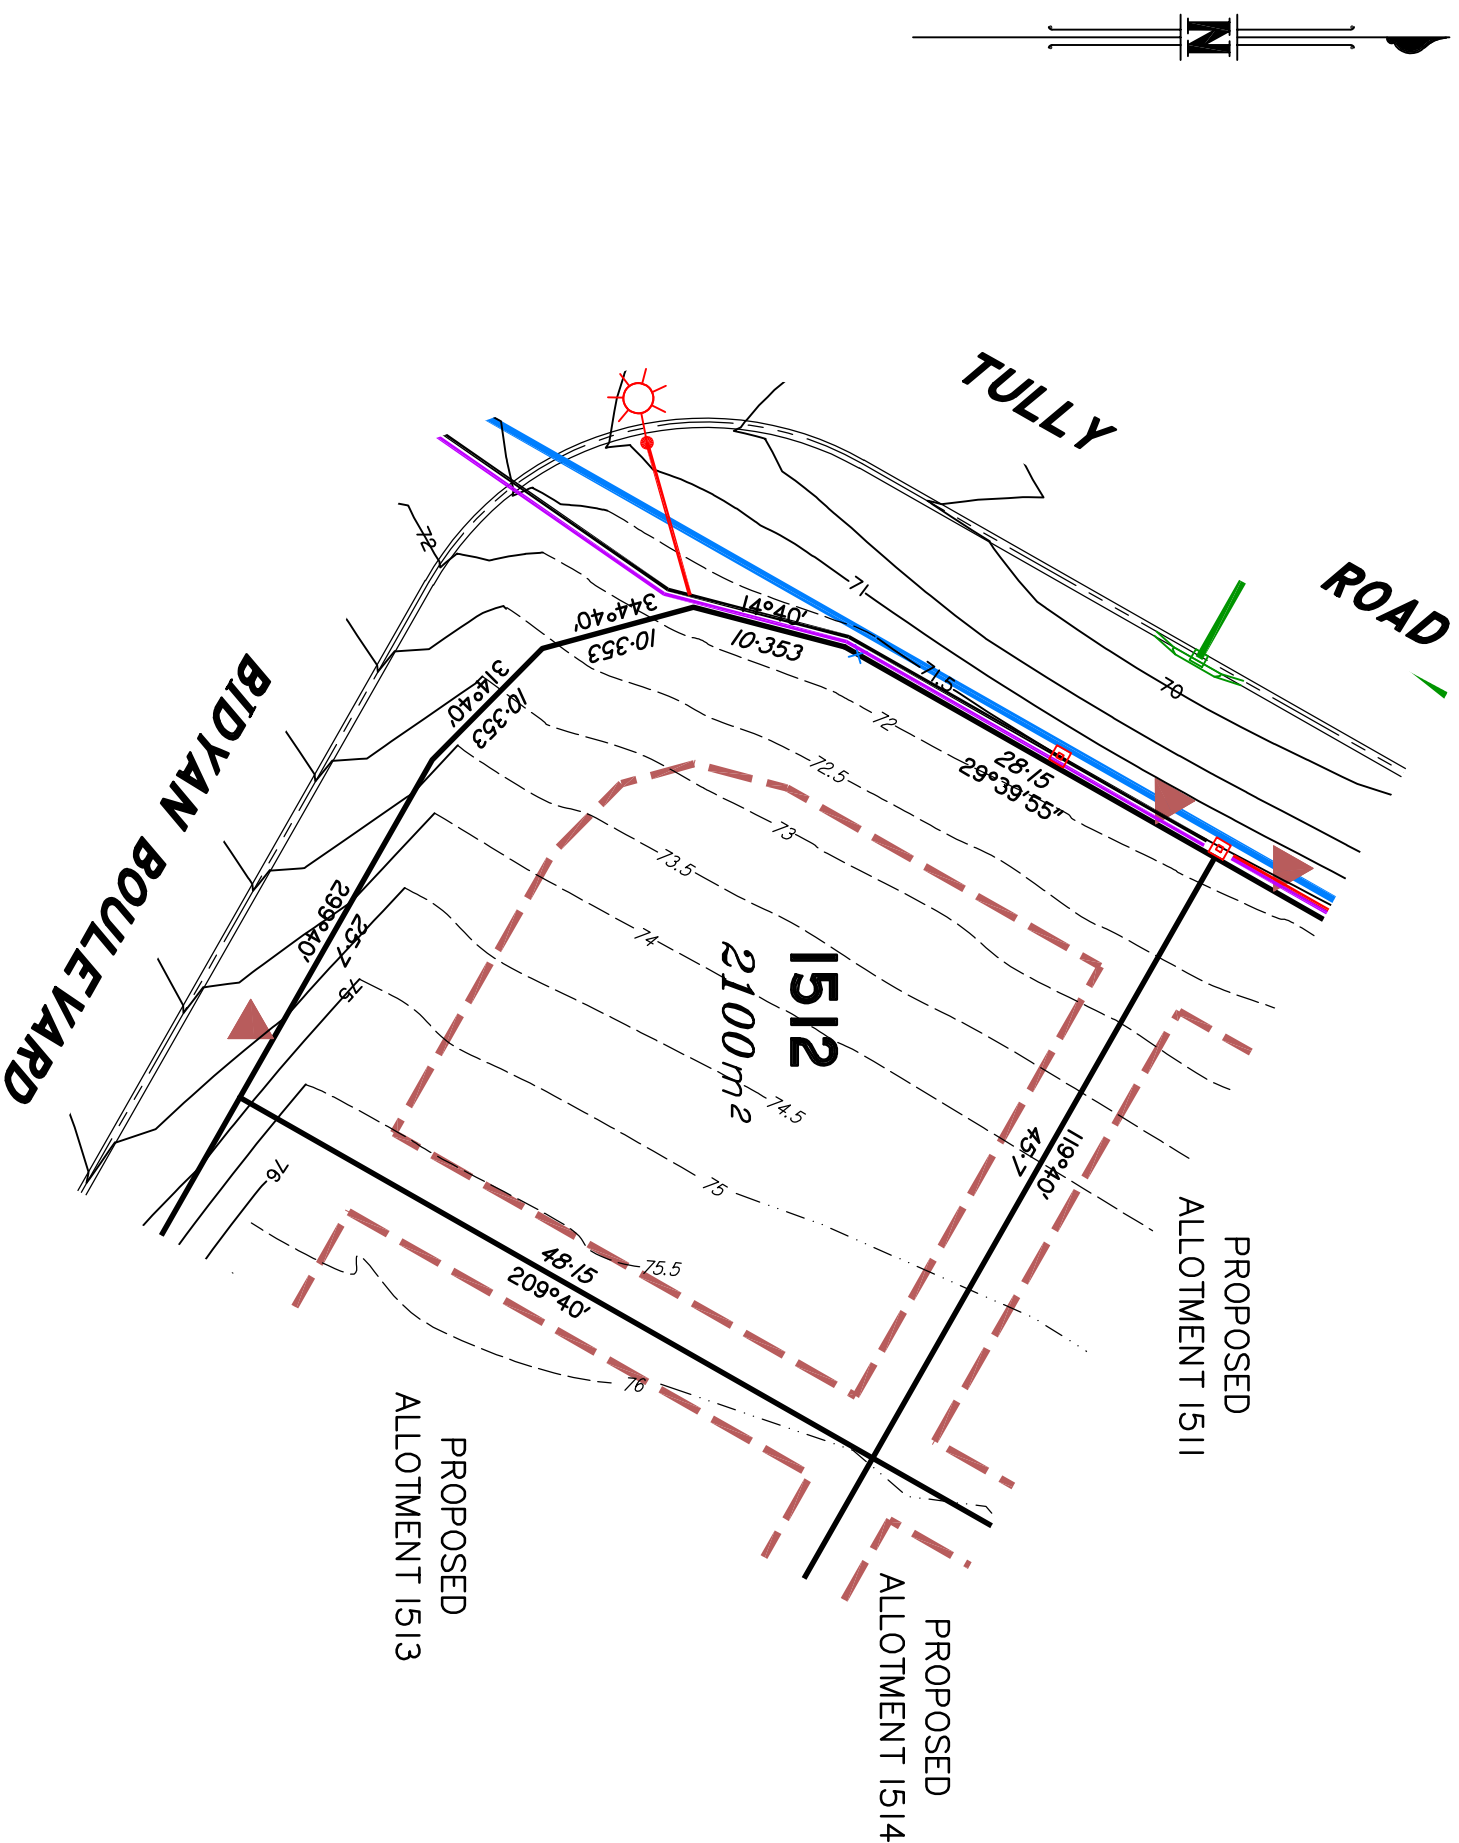 N
TULLY
ROAD
BIDYAN BOULEVARD
72
71
71.5
70
14°40'
10·353
344°40'
10·353
314°40'
10·353
28·15
29°39'55"
72
72.5
73
73.5
74
74.5
75
75.5
76
299°40'
25·7
75
76
1512
2100m²
119°40'
45·7
48·15
209°40'
PROPOSED
ALLOTMENT 1511
PROPOSED
ALLOTMENT 1513
PROPOSED
ALLOTMENT 1514